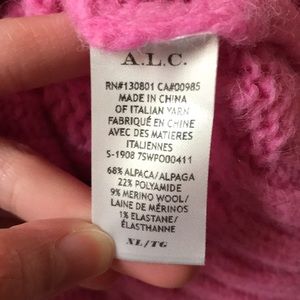 A.L.C.
RN#130801 CA#00985
MADE IN CHINA
OF ITALIAN YARN
FABRIQUÉ EN CHINE
AVEC DES MATIERES
ITALIENNES
S-1908 7SWPO00411
68% ALPACA/ALPAGA
22% POLYAMIDE
9% MERINO WOOL/
LAINE DE MÉRINOS
1% ELASTANE/
ÉLASTHANNE
XL/TG